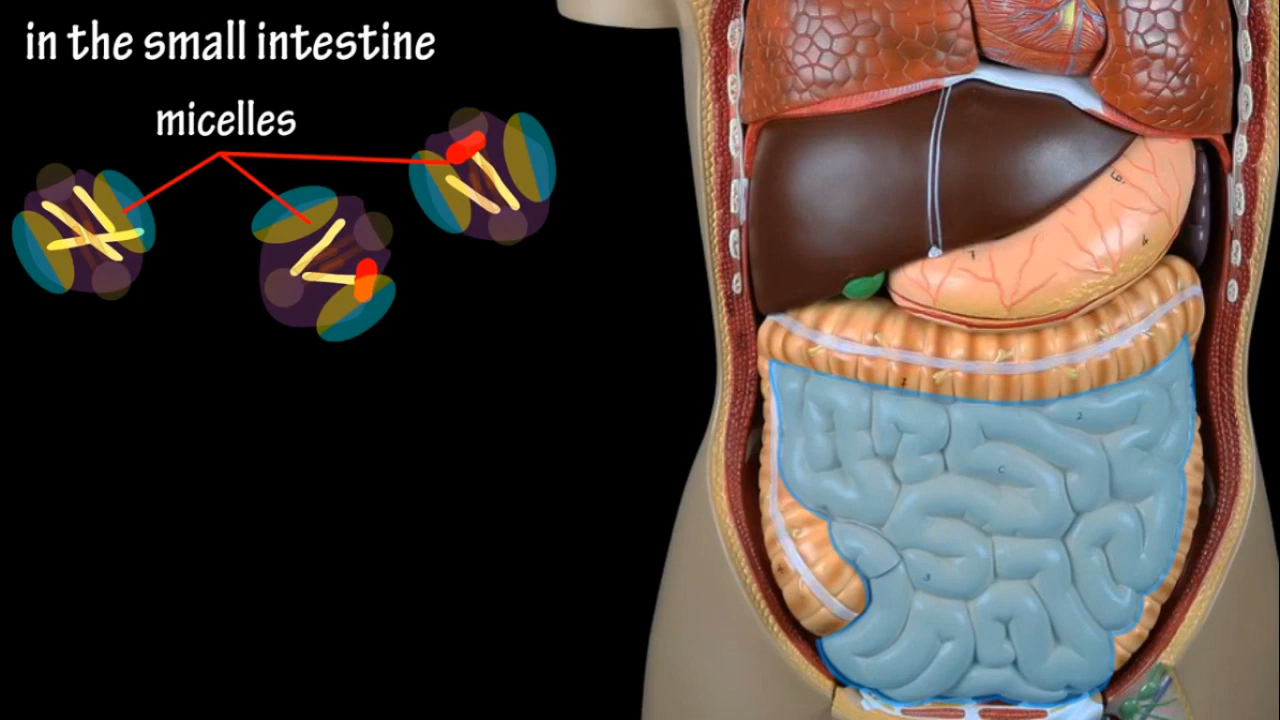 in the small intestine
micelles